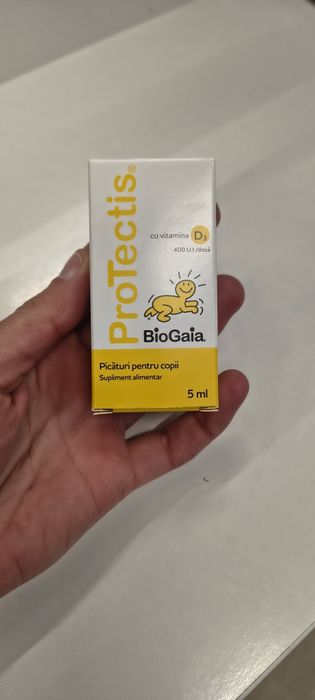 ProTectis®
cu vitamina D₃
400 U.I./doză
BioGaia®
Picături pentru copii
Supliment alimentar
5 ml